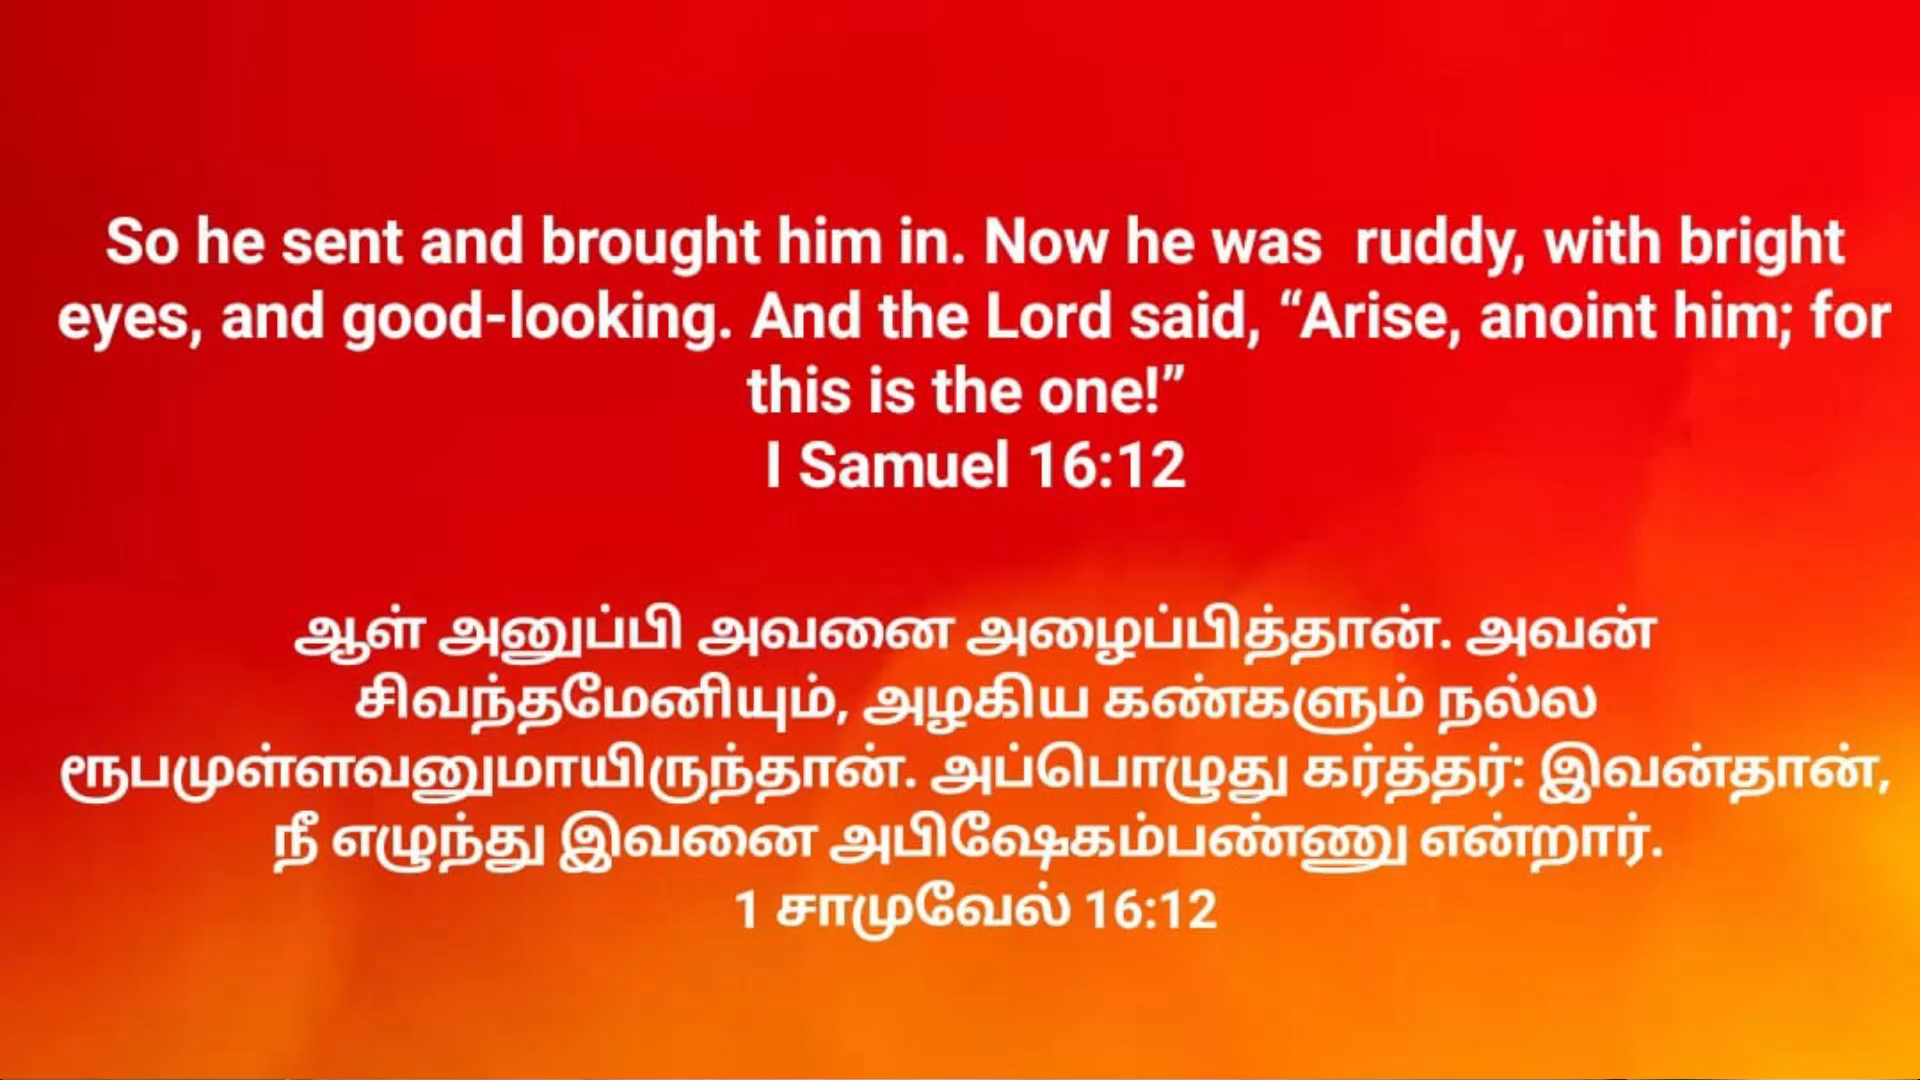 So he sent and brought him in. Now he was  ruddy, with bright
eyes, and good-looking. And the Lord said, “Arise, anoint him; for
this is the one!”
I Samuel 16:12
ஆள் அனுப்பி அவனை அழைப்பித்தான். அவன்
சிவந்தமேனியும், அழகிய கண்களும் நல்ல
ரூபமுள்ளவனுமாயிருந்தான். அப்பொழுது கர்த்தர்: இவன்தான்,
நீ எழுந்து இவனை அபிஷேகம்பண்ணு என்றார்.
1 சாமுவேல் 16:12